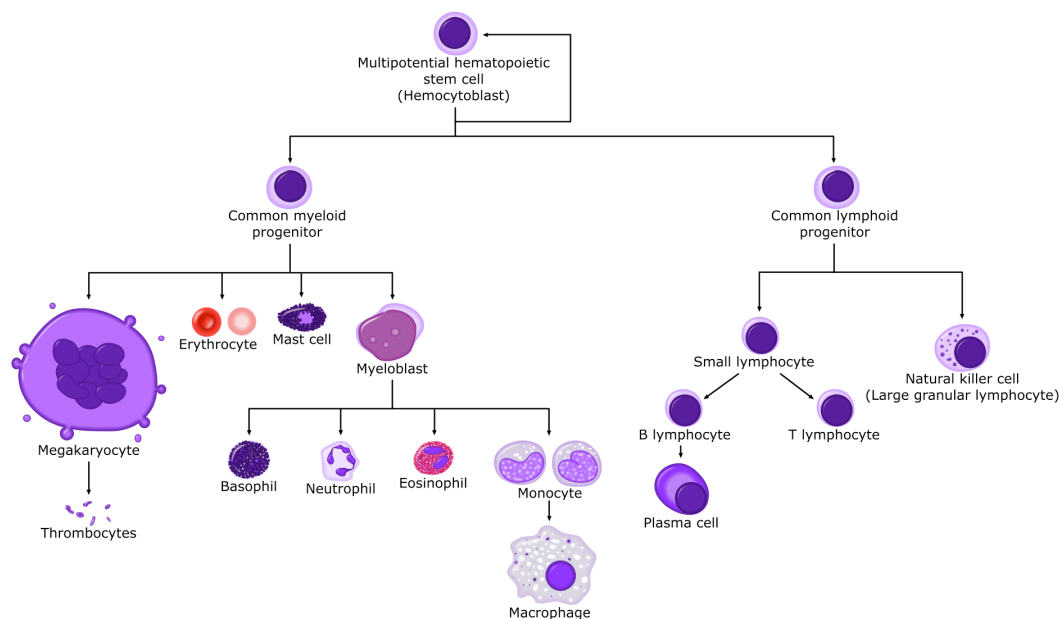 Multipotential hematopoietic
stem cell
(Hemocytoblast)
Common myeloid
progenitor
Common lymphoid
progenitor
Erythrocyte
Mast cell
Myeloblast
Small lymphocyte
Natural killer cell
(Large granular lymphocyte)
Megakaryocyte
B lymphocyte
T lymphocyte
Basophil
Neutrophil
Eosinophil
Monocyte
Thrombocytes
Plasma cell
Macrophage